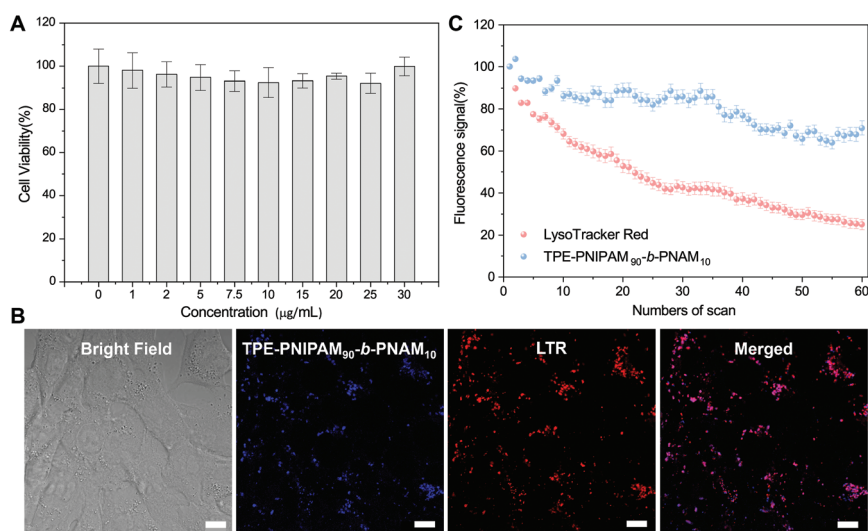 A
120
100
80
60
40
20
0
Cell Viability(%)
0 1 2 5 7.5 10 15 20 25 30
Concentration (μg/mL)
C
120
100
80
60
40
20
0
Fluorescence signal(%)
LysoTracker Red
TPE-PNIPAM₉₀-b-PNAM₁₀
0 10 20 30 40 50 60
Numbers of scan
B
Bright Field
TPE-PNIPAM₉₀-b-PNAM₁₀
LTR
Merged